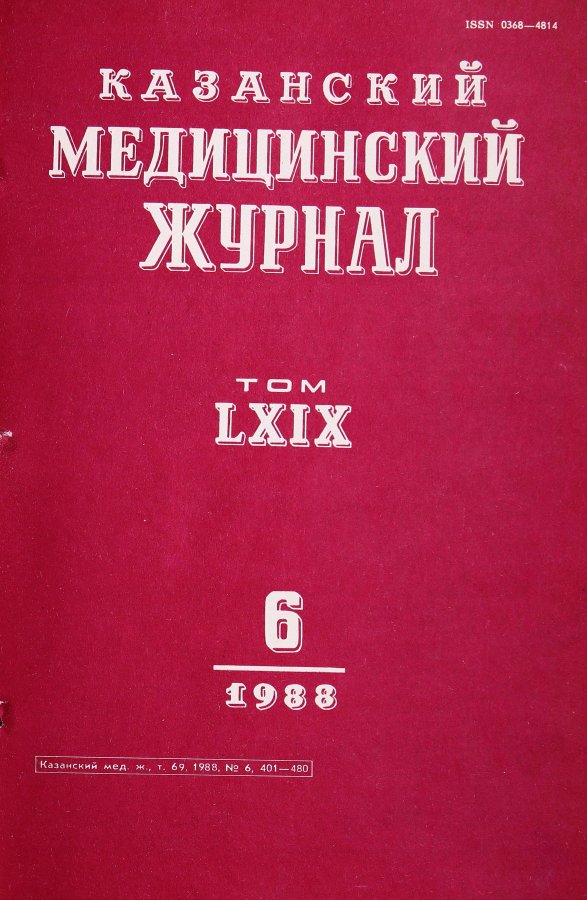 ISSN 0368—4814
КАЗАНСКИЙ
МЕДИЦИНСКИЙ
ЖУРНАЛ
ТОМ
LXIX
6
1988
Казанский мед. ж., т. 69, 1988, № 6, 401—480